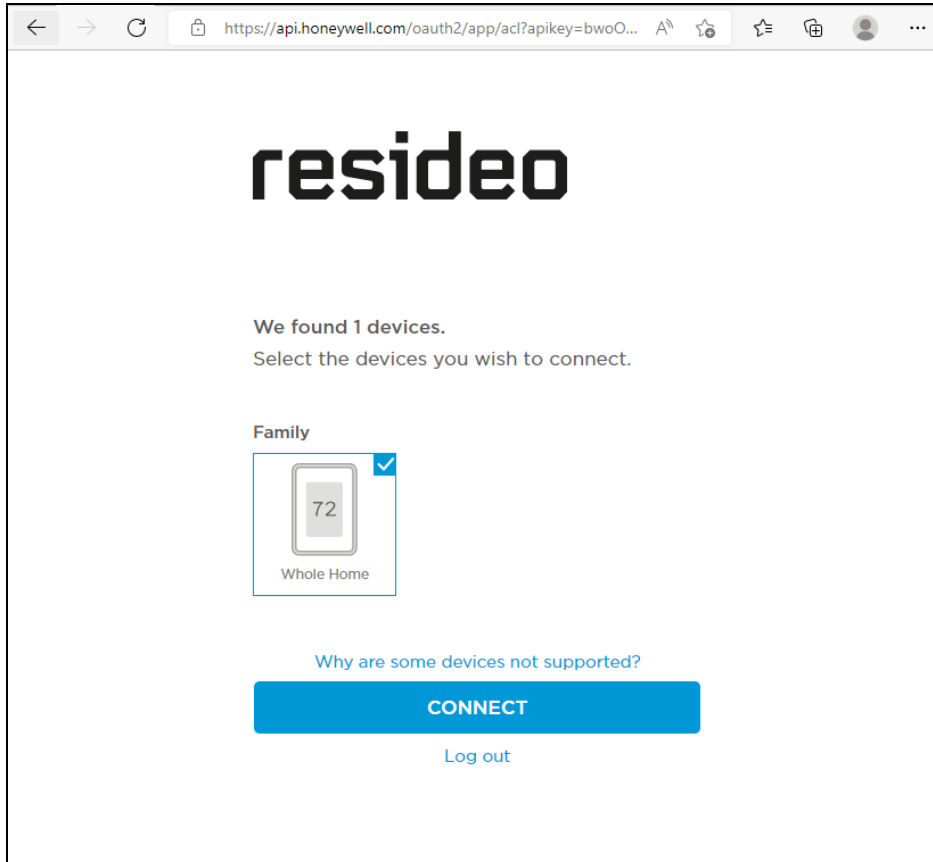 https://api.honeywell.com/oauth2/app/acl?apikey=bwoO...
resideo
We found 1 devices.
Select the devices you wish to connect.
Family
72
Whole Home
Why are some devices not supported?
CONNECT
Log out